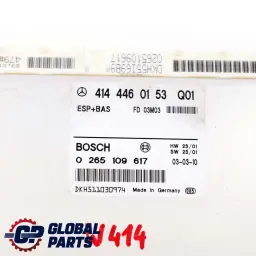 414 446 01 53 Q01
ESP+BAS FD 03M03
BOSCH HW 23/01
SW 23/01
0 265 109 617 03-03-10
DKH511030974 Made in Germany
GLOBAL
PARTS
W 414